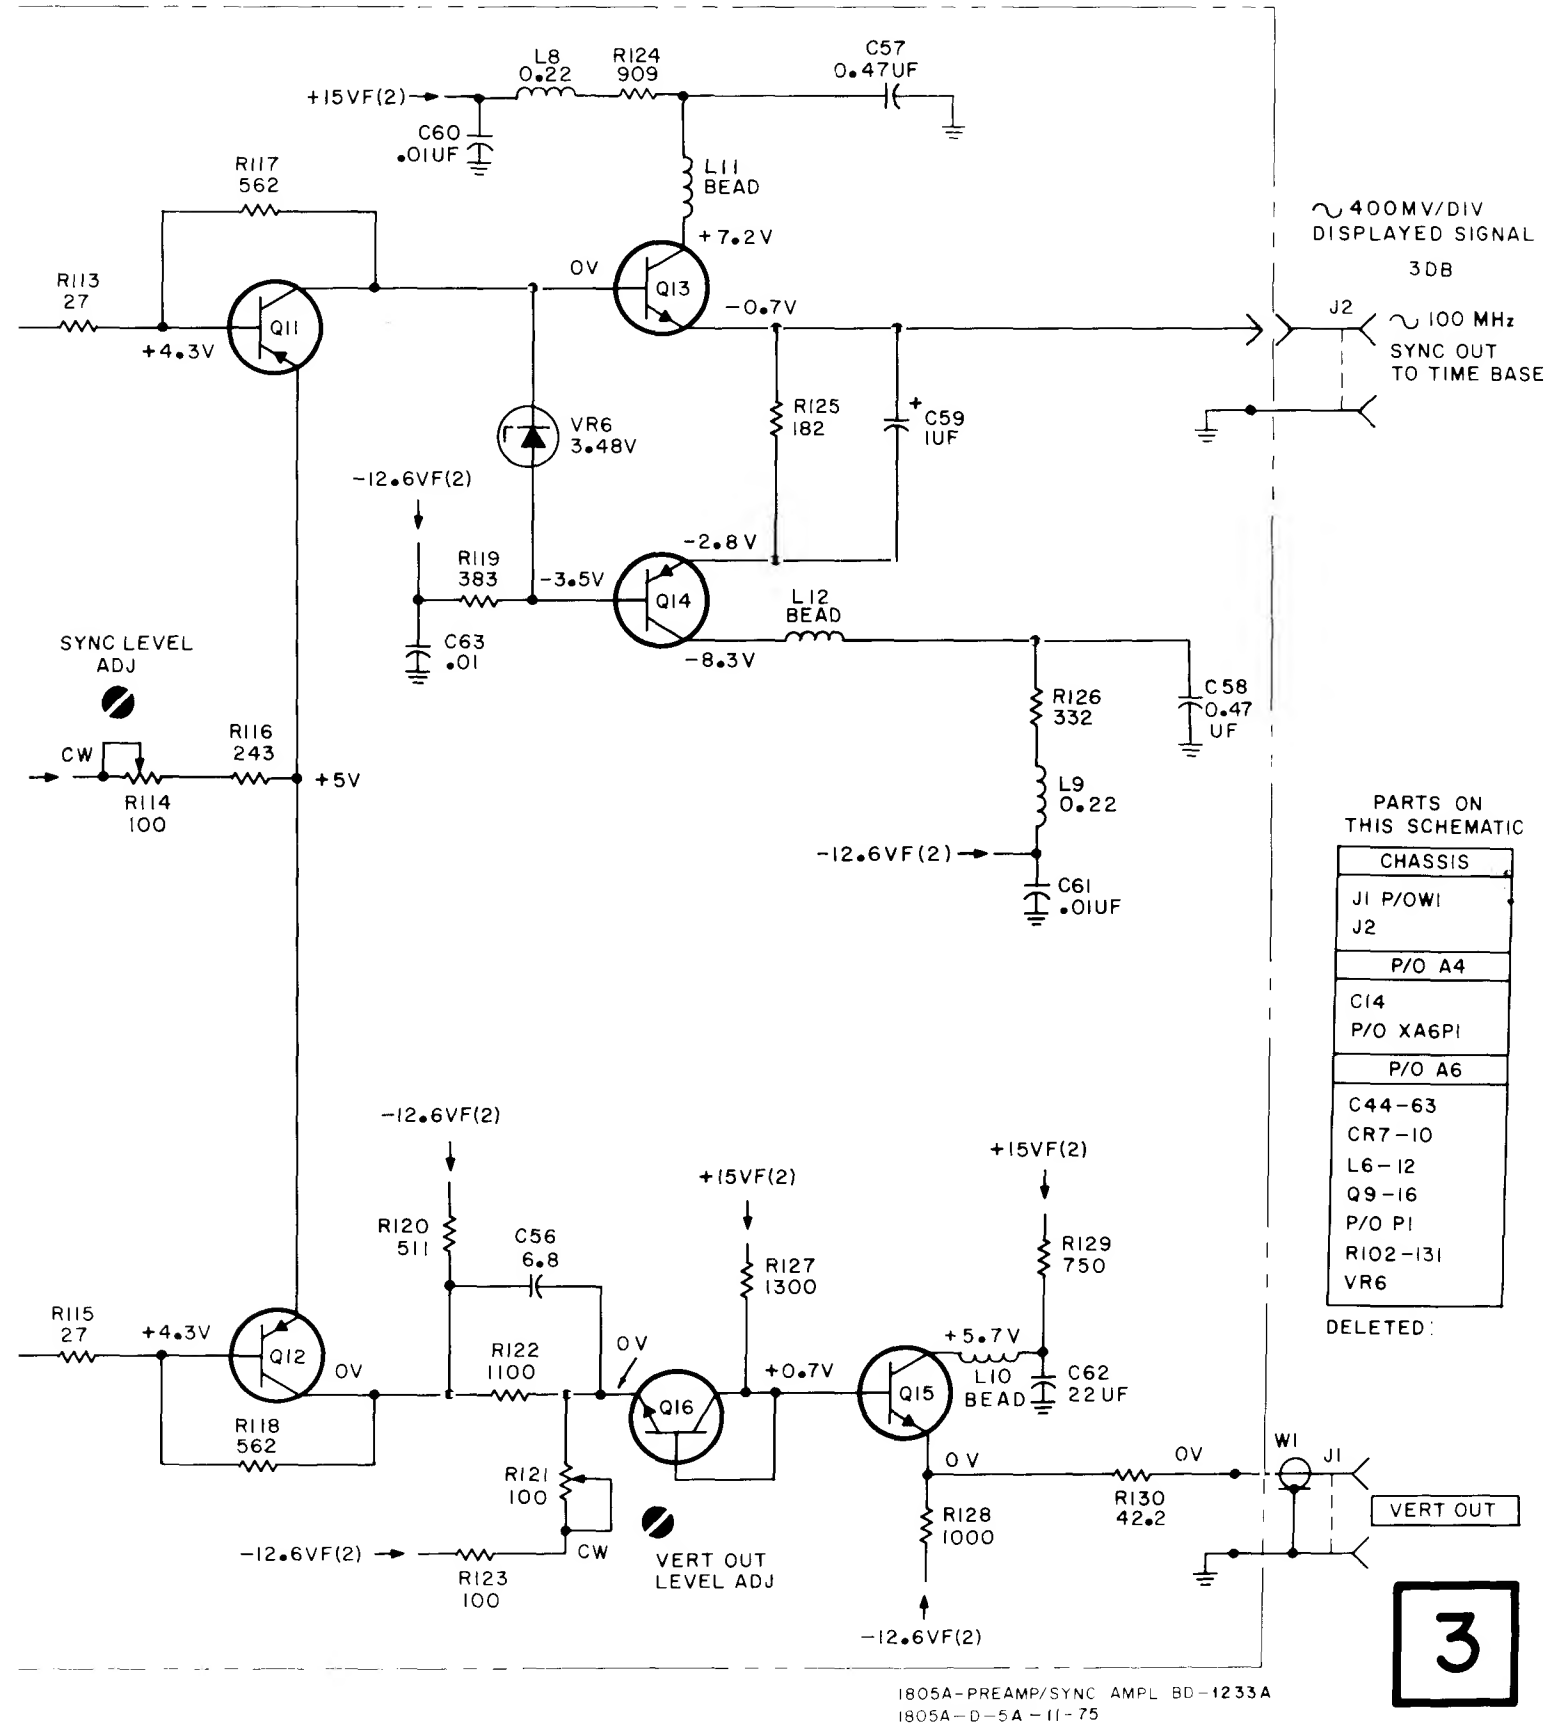 L8
0.22
R124
909
C57
0.47UF
+15VF(2)
C60
.01UF
L11
BEAD
R117
562
+7.2V
∿400MV/DIV
DISPLAYED SIGNAL
3DB
R113
27
0V
Q13
Q11
+4.3V
-0.7V
J2
∿100 MHz
SYNC OUT
TO TIME BASE
VR6
3.48V
R125
182
+
C59
1UF
-12.6VF(2)
-2.8V
R119
383
-3.5V
Q14
L12
BEAD
C63
.01
-8.3V
SYNC LEVEL
ADJ
R126
332
C58
0.47
UF
CW
R116
243
+5V
R114
100
L9
0.22
-12.6VF(2)
C61
.01UF
PARTS ON
THIS SCHEMATIC
CHASSIS
J1 P/OW1
J2
P/O A4
C14
P/O XA6P1
P/O A6
C44-63
CR7-10
L6-12
Q9-16
P/O P1
R102-131
VR6
DELETED:
-12.6VF(2)
+15VF(2)
+15VF(2)
R120
511
C56
6.8
R127
1300
R129
750
R115
27
+4.3V
Q12
0V
R122
1100
0V
+0.7V
+5.7V
L10
BEAD
C62
22UF
Q16
Q15
R118
562
R121
100
0V
R130
42.2
0V
W1
J1
VERT OUT
R128
1000
-12.6VF(2)
R123
100
CW
VERT OUT
LEVEL ADJ
-12.6VF(2)
3
1805A-PREAMP/SYNC AMPL BD-1233A
1805A-D-5A-11-75